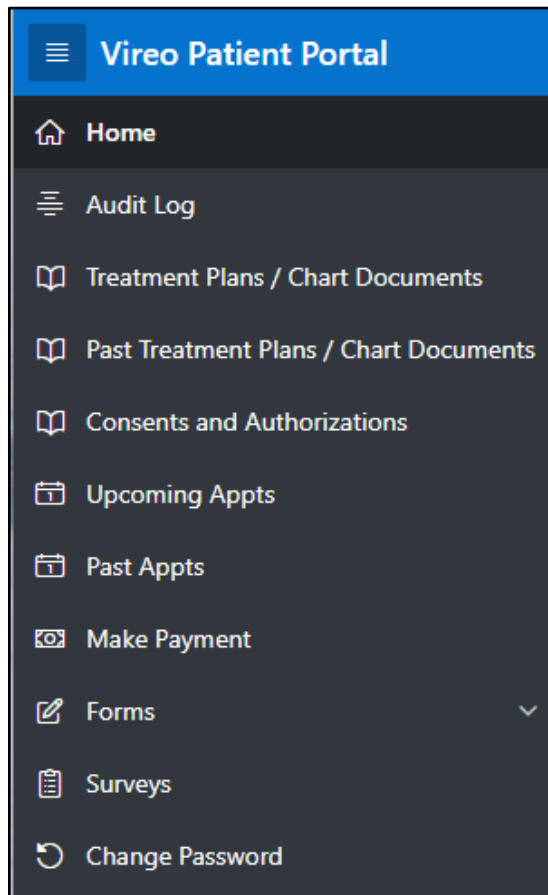 Vireo Patient Portal
Home
Audit Log
Treatment Plans / Chart Documents
Past Treatment Plans / Chart Documents
Consents and Authorizations
Upcoming Appts
Past Appts
Make Payment
Forms
Surveys
Change Password